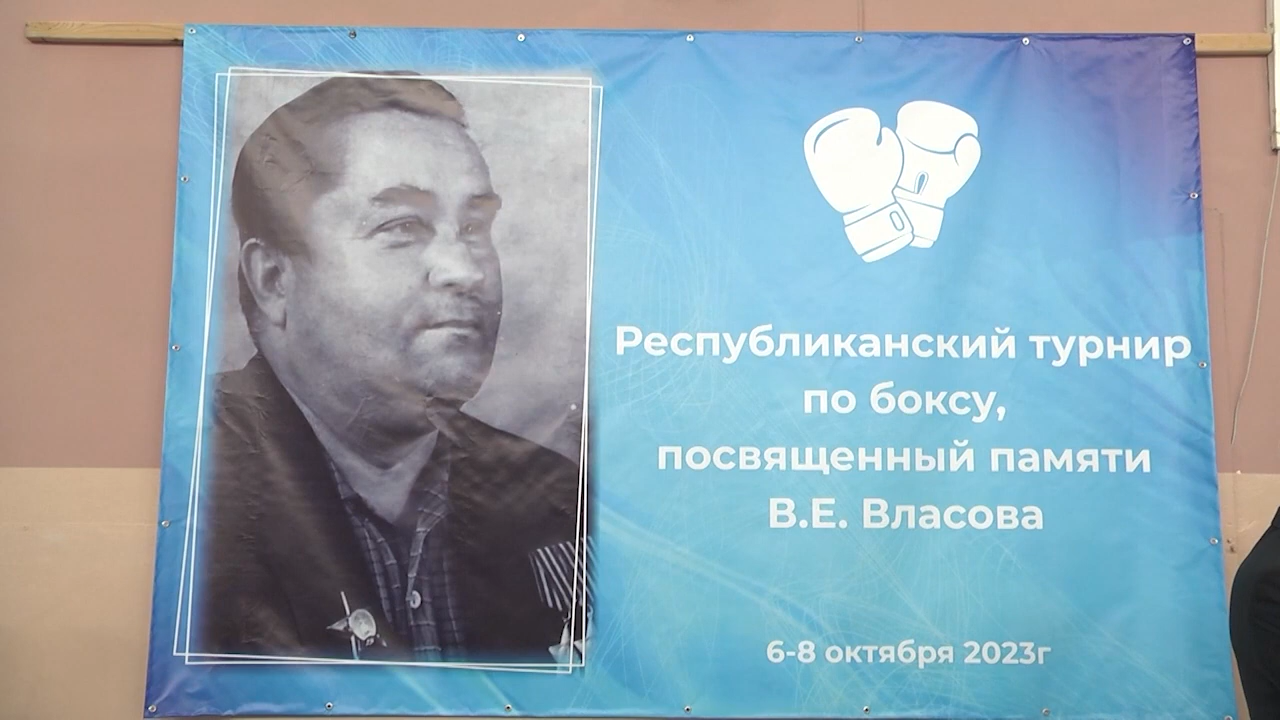 Республиканский турнир
по боксу,
посвященный памяти
В.Е. Власова
6-8 октября 2023г